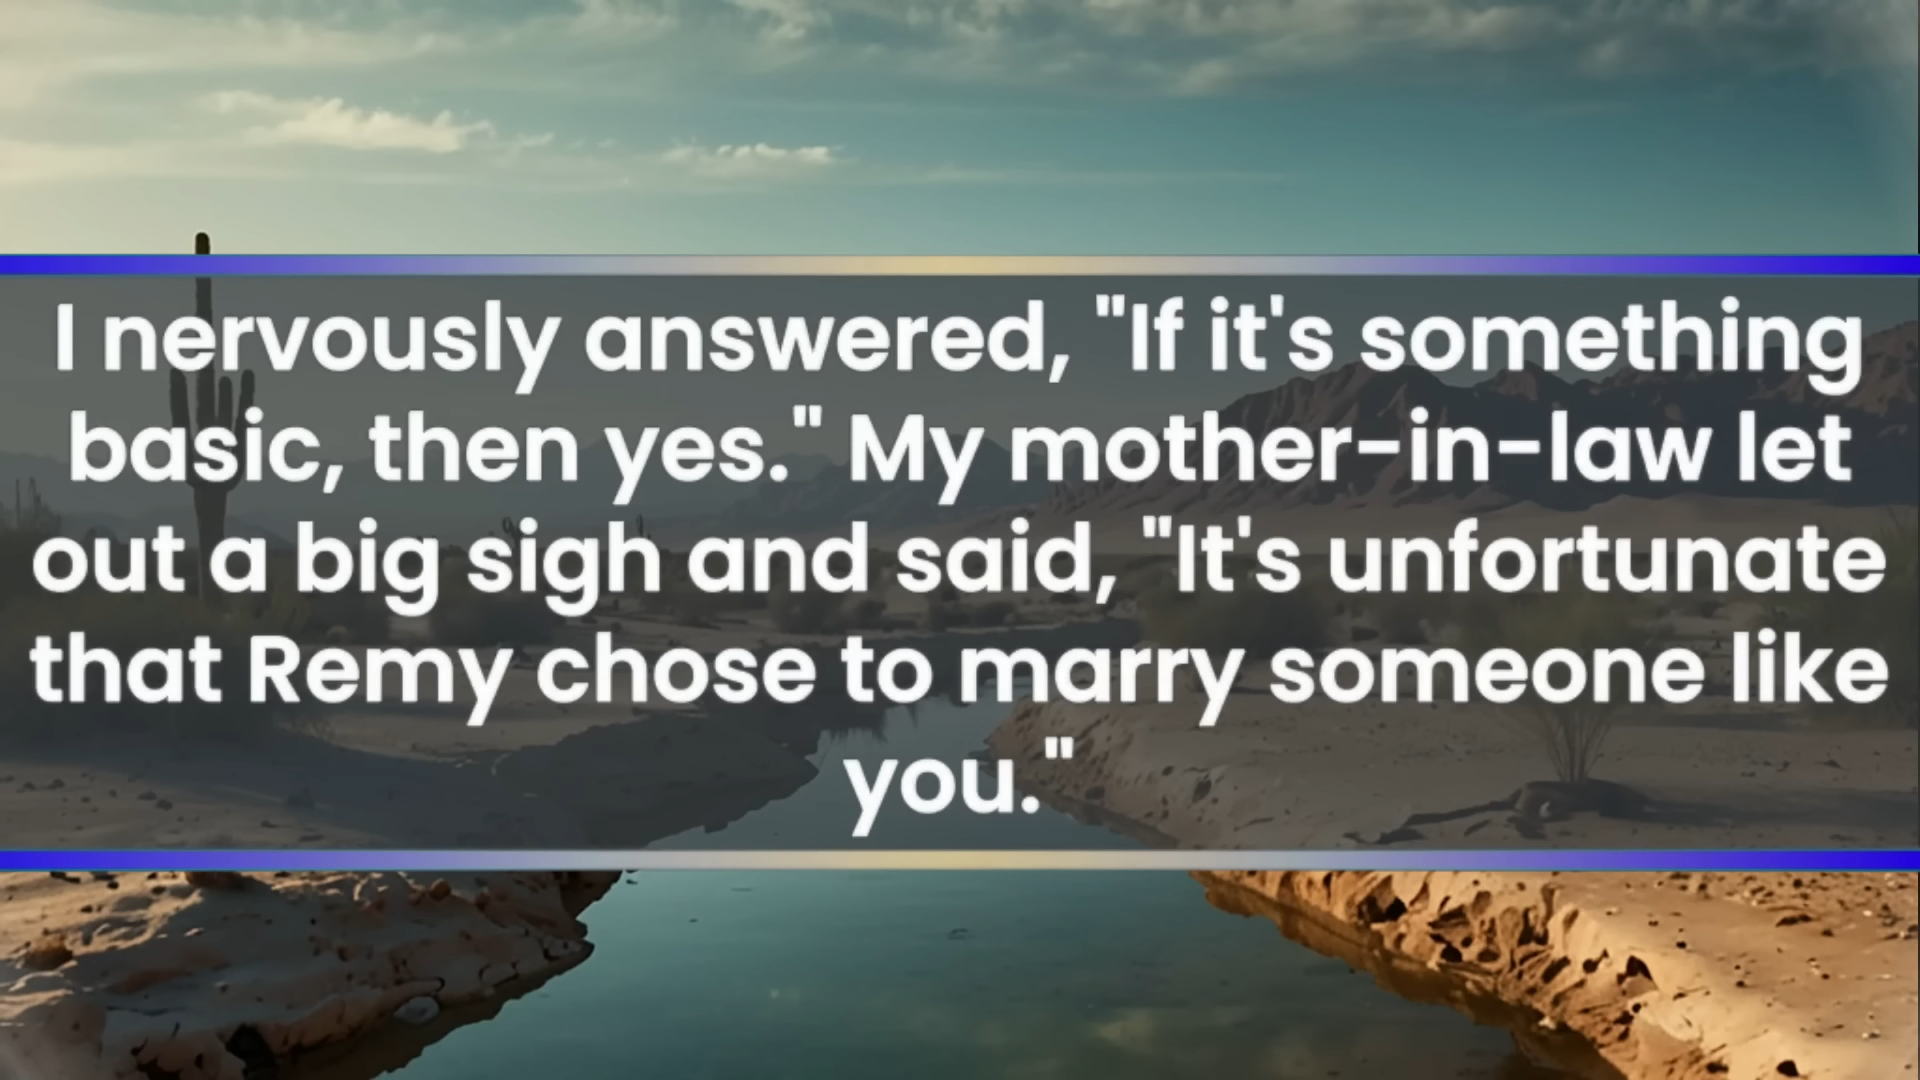 I nervously answered, "If it's something
basic, then yes." My mother-in-law let
out a big sigh and said, "It's unfortunate
that Remy chose to marry someone like
you."